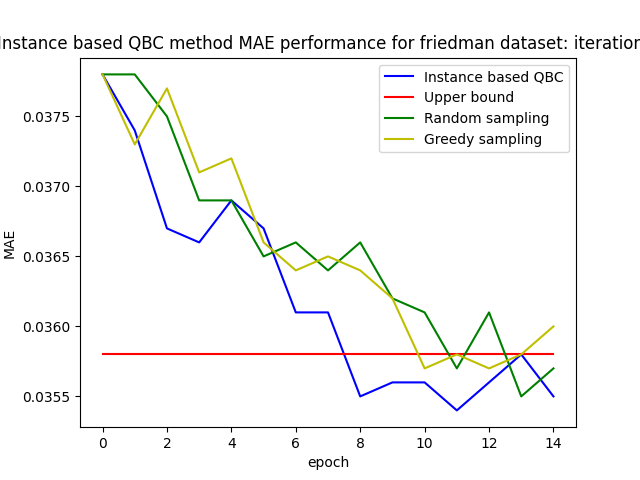 Instance based QBC method MAE performance for friedman dataset: iteration
Instance based QBC
Upper bound
Random sampling
Greedy sampling
MAE
0.0375
0.0370
0.0365
0.0360
0.0355
0 2 4 6 8 10 12 14
epoch